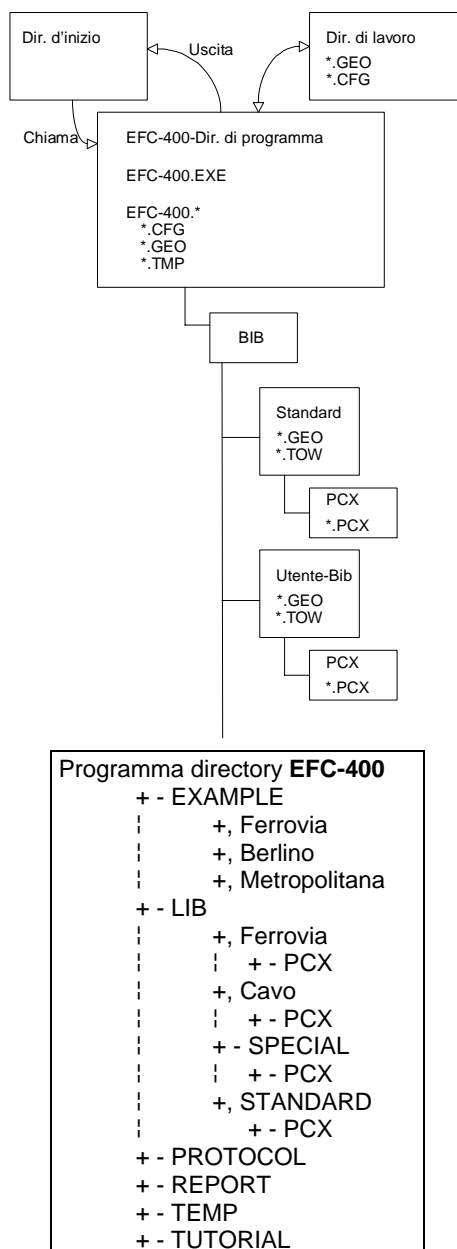 Dir. d'inizio
Uscita
Dir. di lavoro
*.GEO
*.CFG
Chiama
EFC-400-Dir. di programma
EFC-400.EXE
EFC-400.*
*.CFG
*.GEO
*.TMP
BIB
Standard
*.GEO
*.TOW
PCX
*.PCX
Utente-Bib
*.GEO
*.TOW
PCX
*.PCX
Programma directory EFC-400
+ - EXAMPLE
¦ +, Ferrovia
¦ +, Berlino
¦ +, Metropolitana
+ - LIB
¦ +, Ferrovia
¦ ¦ + - PCX
¦ +, Cavo
¦ ¦ + - PCX
¦ + - SPECIAL
¦ ¦ + - PCX
¦ +, STANDARD
¦ + - PCX
+ - PROTOCOL
+ - REPORT
+ - TEMP
+ - TUTORIAL